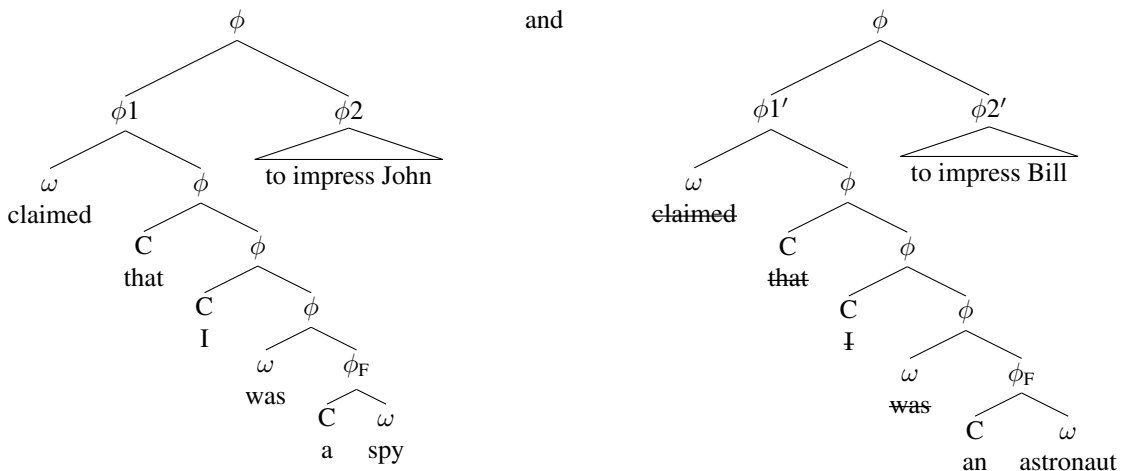 ϕ and ϕ
ϕ1 ϕ2 ϕ1′ ϕ2′
ω ϕ to impress John ω ϕ to impress Bill
claimed claimed
C ϕ C ϕ
that that
C ϕ C ϕ
I I
ω ϕF ω ϕF
was was
C ω C ω
a spy an astronaut